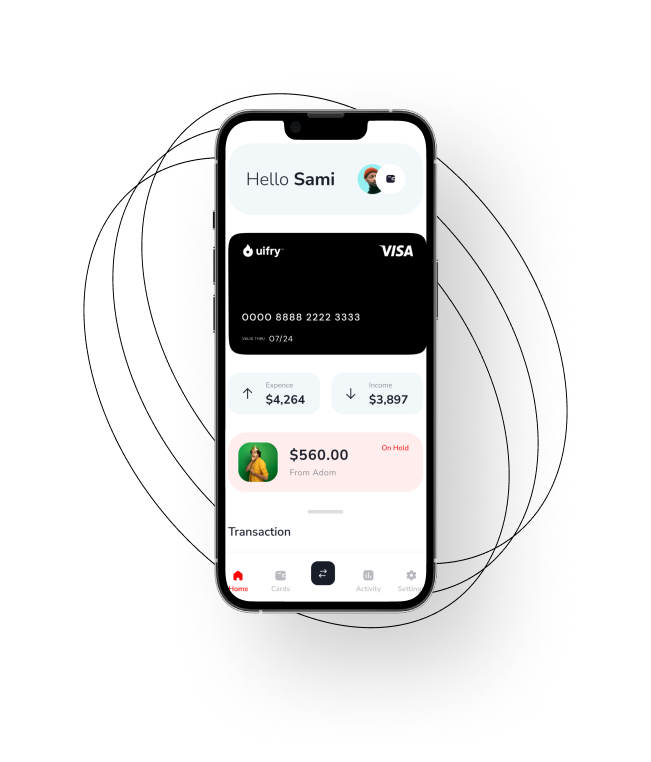 Hello Sami
uifry™
VISA
0000 8888 2222 3333
VALID THRU 07/24
Expence
$4,264
Income
$3,897
$560.00
On Hold
From Adom
Transaction
Home
Cards
Activity
Settin